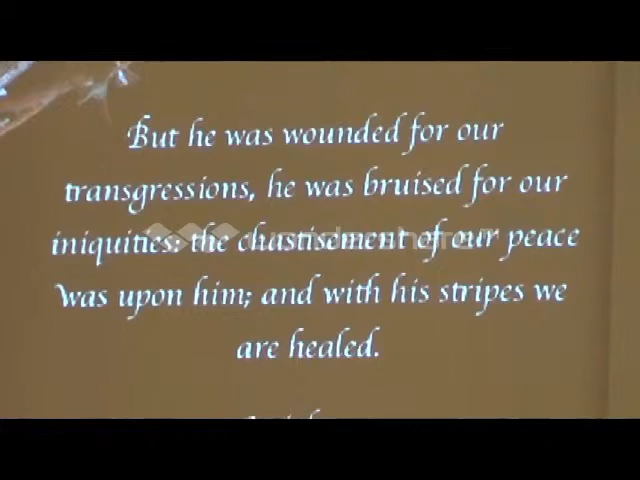 But he was wounded for our
transgressions, he was bruised for our
iniquities: the chastisement of our peace
was upon him; and with his stripes we
are healed.
wondershare